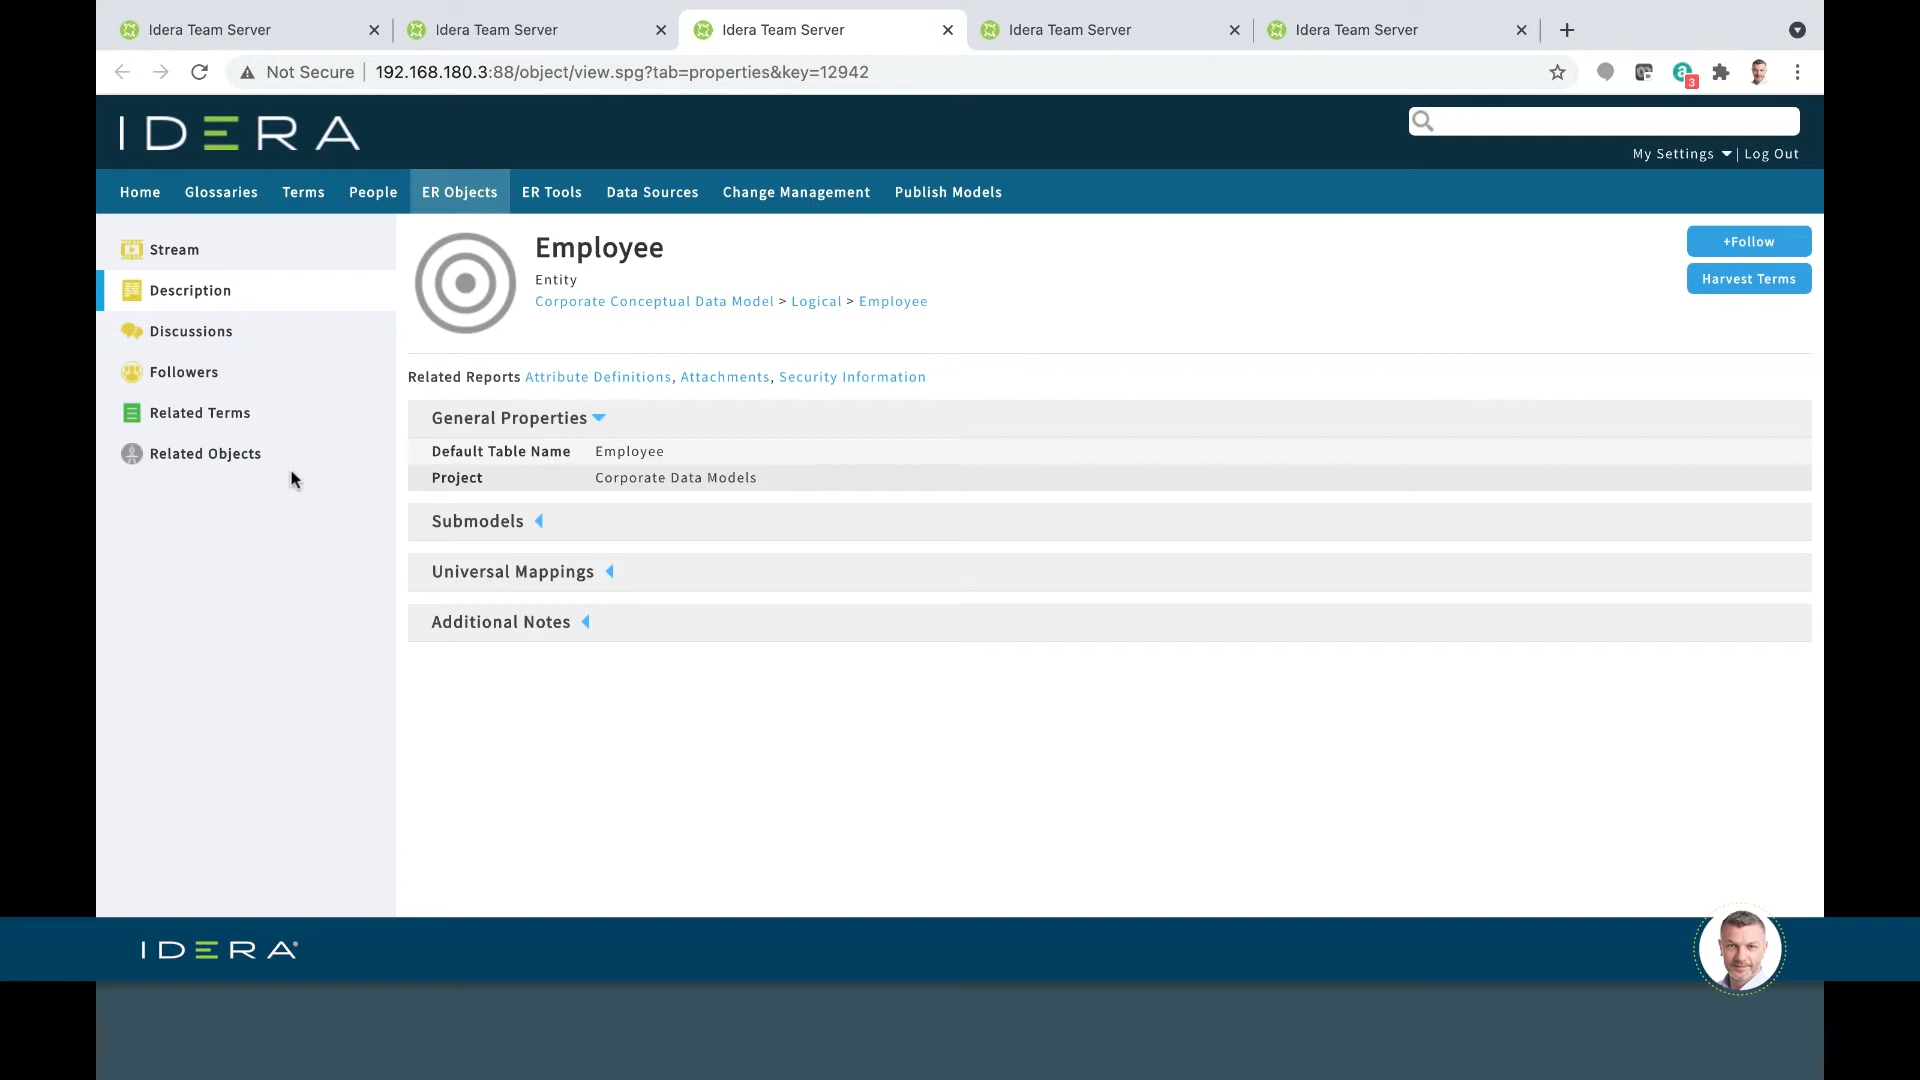 Idera Team Server Idera Team Server Idera Team Server Idera Team Server Idera Team Server
Not Secure 192.168.180.3:88/object/view.spg?tab=properties&key=12942
3
IDERA
My Settings | Log Out
Home Glossaries Terms People ER Objects ER Tools Data Sources Change Management Publish Models
Stream
Description
Discussions
Followers
Related Terms
Related Objects
Employee
Entity
Corporate Conceptual Data Model > Logical > Employee
+Follow
Harvest Terms
Related Reports Attribute Definitions, Attachments, Security Information
General Properties
Default Table Name Employee
Project Corporate Data Models
Submodels
Universal Mappings
Additional Notes
IDERA